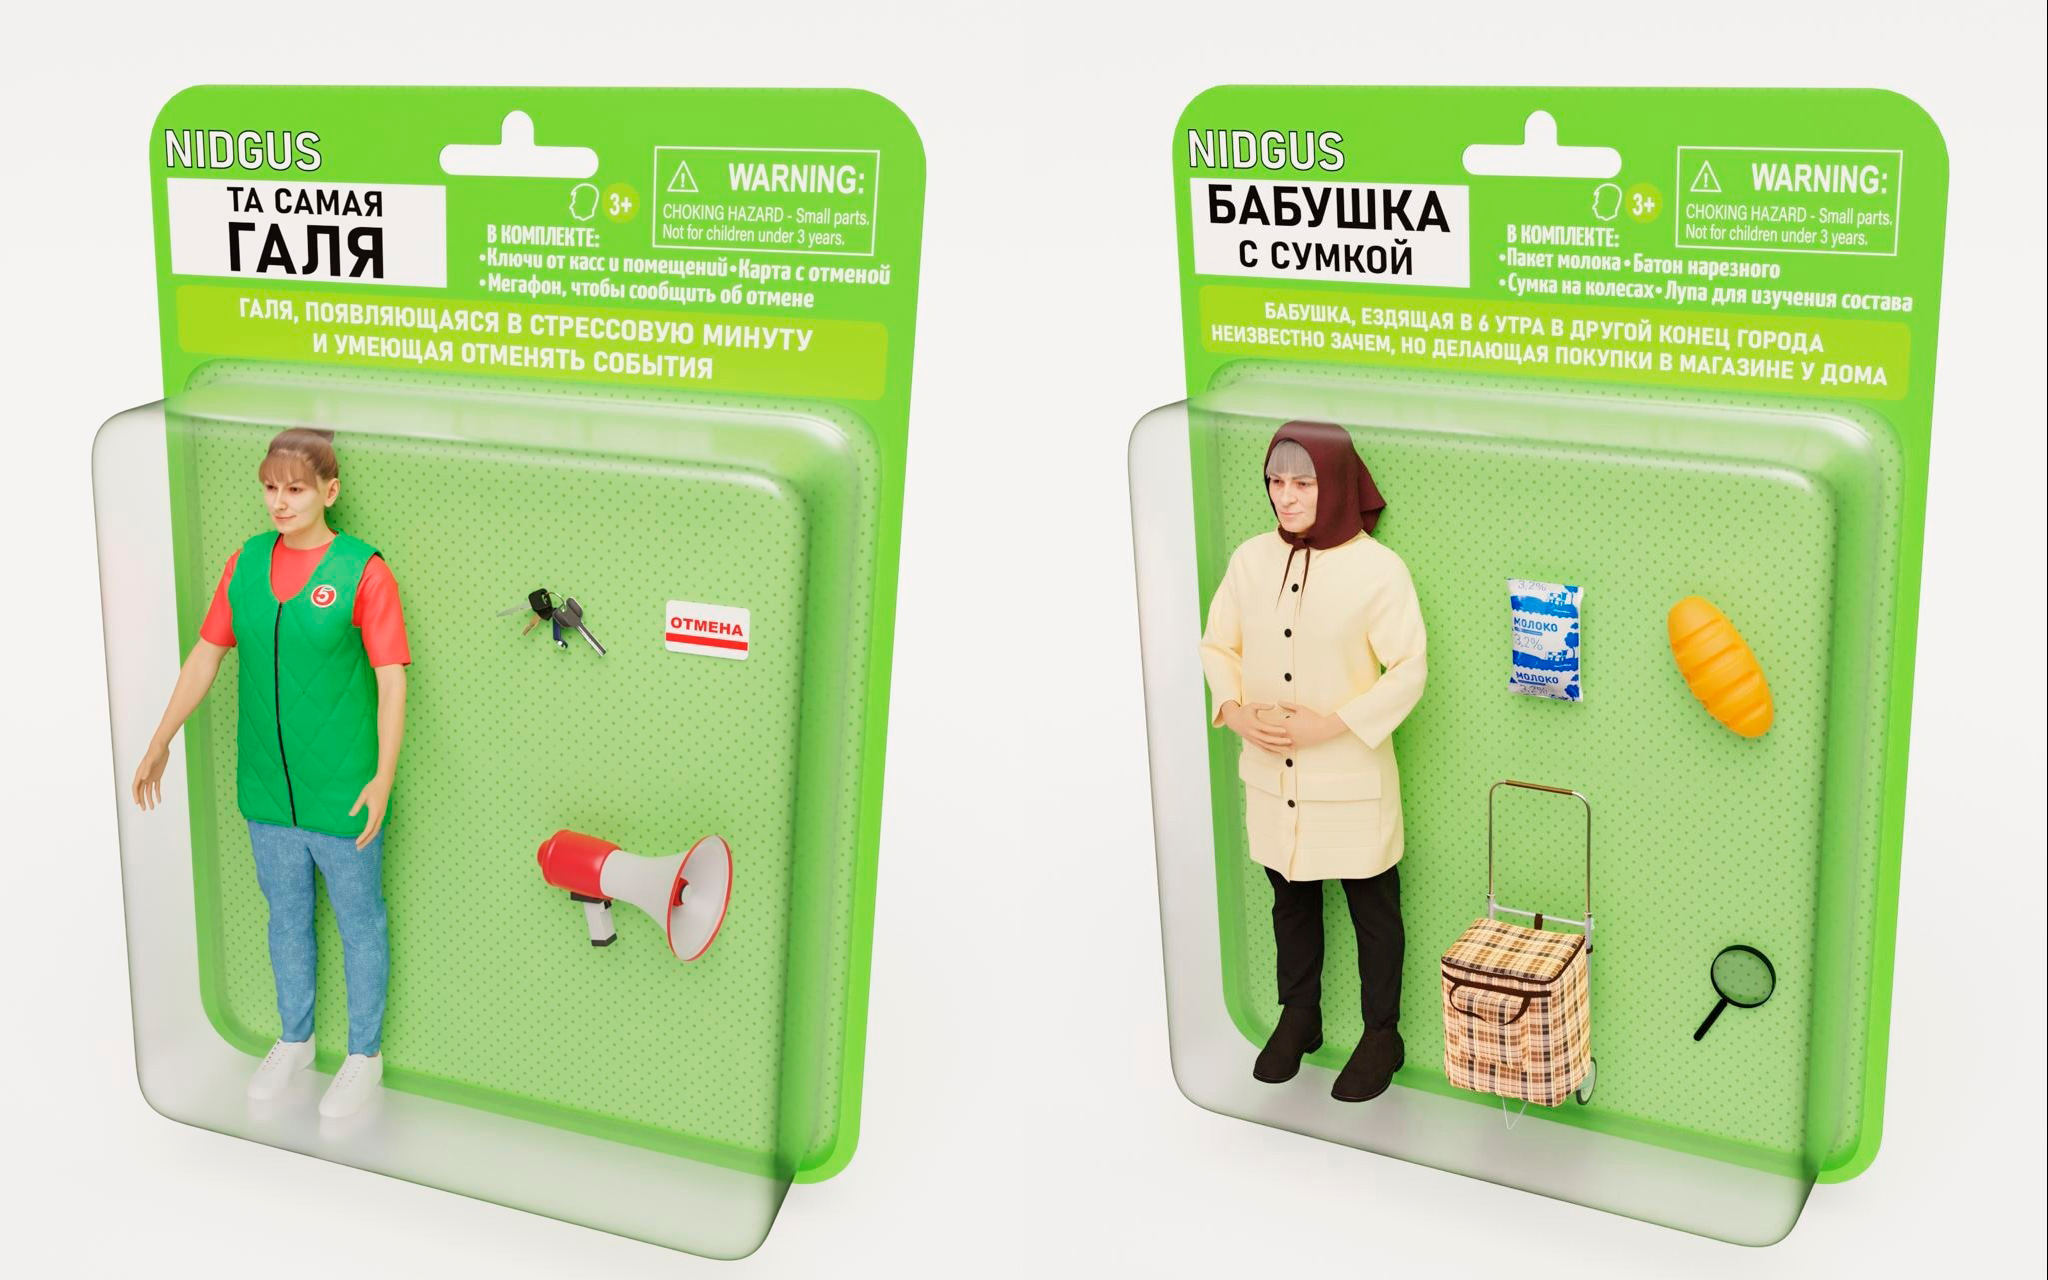 NIDGUS
ТА САМАЯ
ГАЛЯ
3+
WARNING:
CHOKING HAZARD - Small parts.
Not for children under 3 years.
В КОМПЛЕКТЕ:
•Ключи от касс и помещений•Карта с отменой
•Мегафон, чтобы сообщить об отмене
ГАЛЯ, ПОЯВЛЯЮЩАЯСЯ В СТРЕССОВУЮ МИНУТУ
И УМЕЮЩАЯ ОТМЕНЯТЬ СОБЫТИЯ
5
ОТМЕНА
NIDGUS
БАБУШКА
С СУМКОЙ
3+
WARNING:
CHOKING HAZARD - Small parts.
Not for children under 3 years.
В КОМПЛЕКТЕ:
•Пакет молока•Батон нарезного
•Сумка на колесах•Лупа для изучения состава
БАБУШКА, ЕЗДЯЩАЯ В 6 УТРА В ДРУГОЙ КОНЕЦ ГОРОДА
НЕИЗВЕСТНО ЗАЧЕМ, НО ДЕЛАЮЩАЯ ПОКУПКИ В МАГАЗИНЕ У ДОМА
3,2%
МОЛОКО
3,2%
МОЛОКО
3,2%